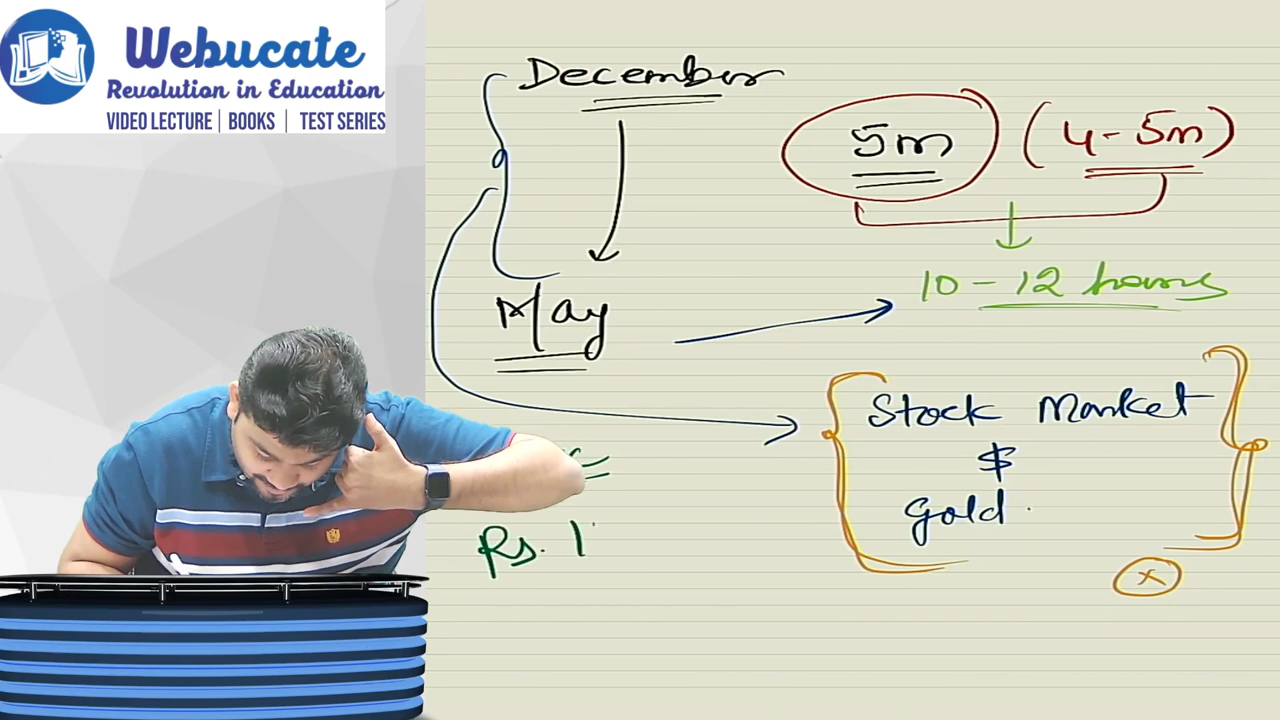 Webucate
Revolution in Education
VIDEO LECTURE | BOOKS | TEST SERIES
December
5m (4-5m)
10-12 hours
May
Stock Market
$
Gold
Rs. 1
x